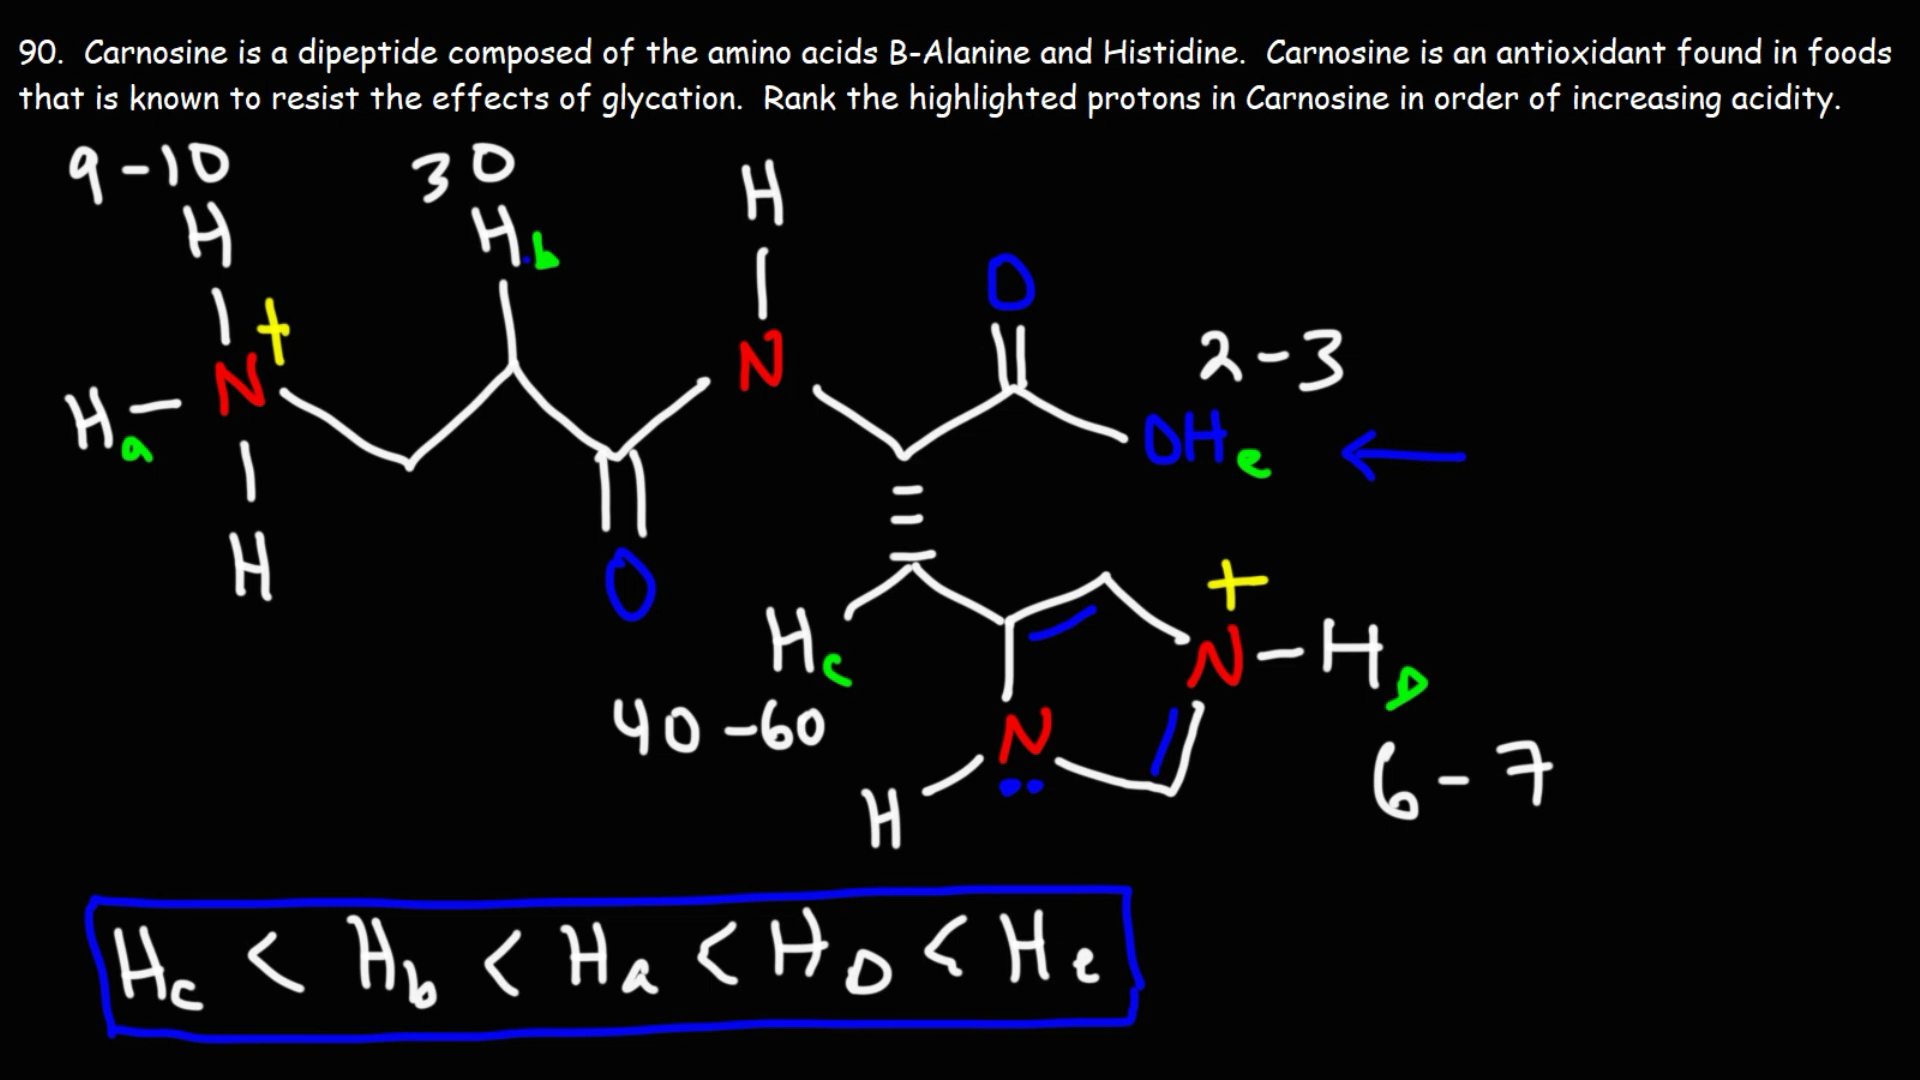 90. Carnosine is a dipeptide composed of the amino acids B-Alanine and Histidine. Carnosine is an antioxidant found in foods
that is known to resist the effects of glycation. Rank the highlighted protons in Carnosine in order of increasing acidity.
9-10
30
H
H
Hb
O
+
2-3
Ha
N
N
OHe
H
O
+
Hc
N-HD
40-60
N
6-7
H
Hc < Hb < Ha < HD < He